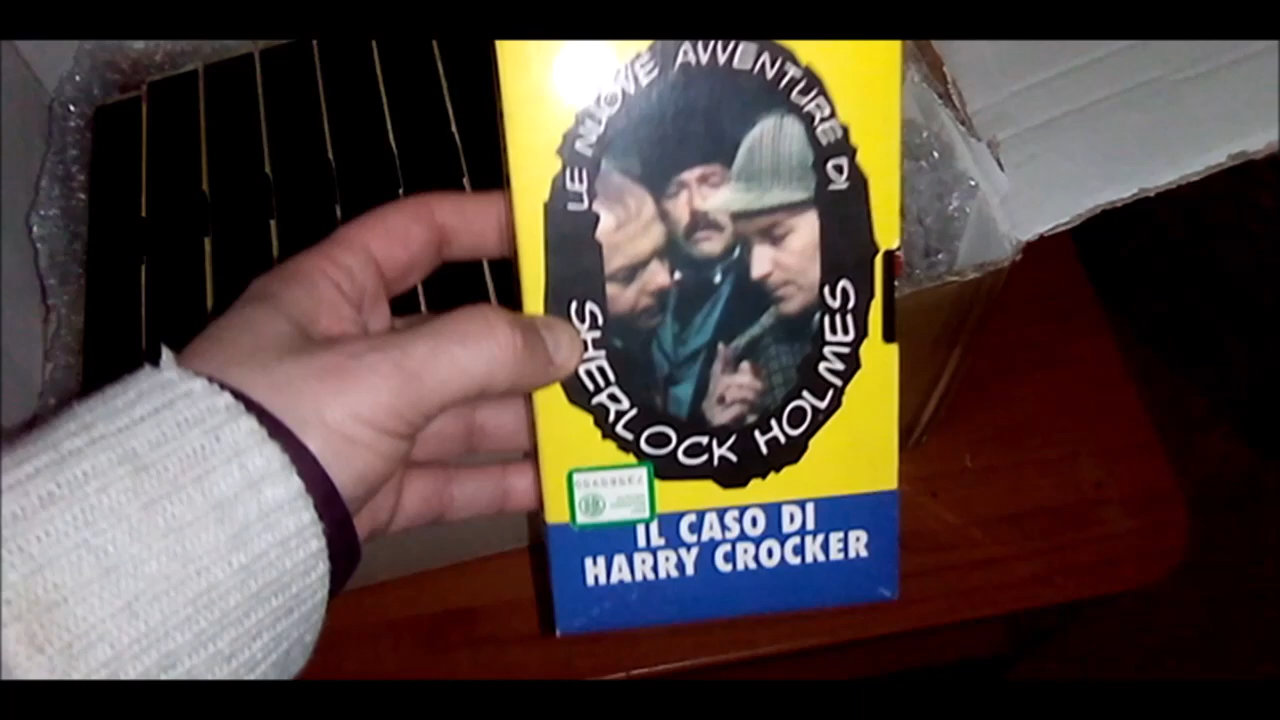 LE NUOVE AVVENTURE DI
SHERLOCK HOLMES
IL CASO DI
HARRY CROCKER